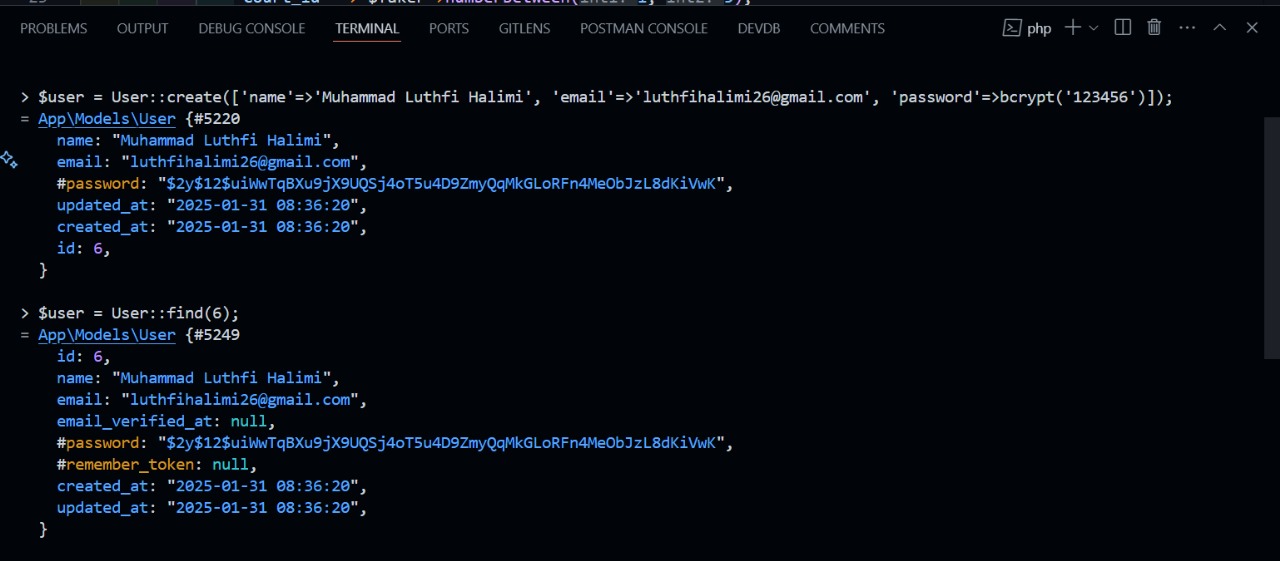 PROBLEMS OUTPUT DEBUG CONSOLE TERMINAL PORTS GITLENS POSTMAN CONSOLE DEVDB COMMENTS php
> $user = User::create(['name'=>'Muhammad Luthfi Halimi', 'email'=>'luthfihalimi26@gmail.com', 'password'=>bcrypt('123456')]);
= App\Models\User {#5220
name: "Muhammad Luthfi Halimi",
email: "luthfihalimi26@gmail.com",
#password: "$2y$12$uiWwTqBXu9jX9UQSj4oT5u4D9ZmyQqMkGLoRFn4MeObJzL8dKiVwK",
updated_at: "2025-01-31 08:36:20",
created_at: "2025-01-31 08:36:20",
id: 6,
}
> $user = User::find(6);
= App\Models\User {#5249
id: 6,
name: "Muhammad Luthfi Halimi",
email: "luthfihalimi26@gmail.com",
email_verified_at: null,
#password: "$2y$12$uiWwTqBXu9jX9UQSj4oT5u4D9ZmyQqMkGLoRFn4MeObJzL8dKiVwK",
#remember_token: null,
created_at: "2025-01-31 08:36:20",
updated_at: "2025-01-31 08:36:20",
}